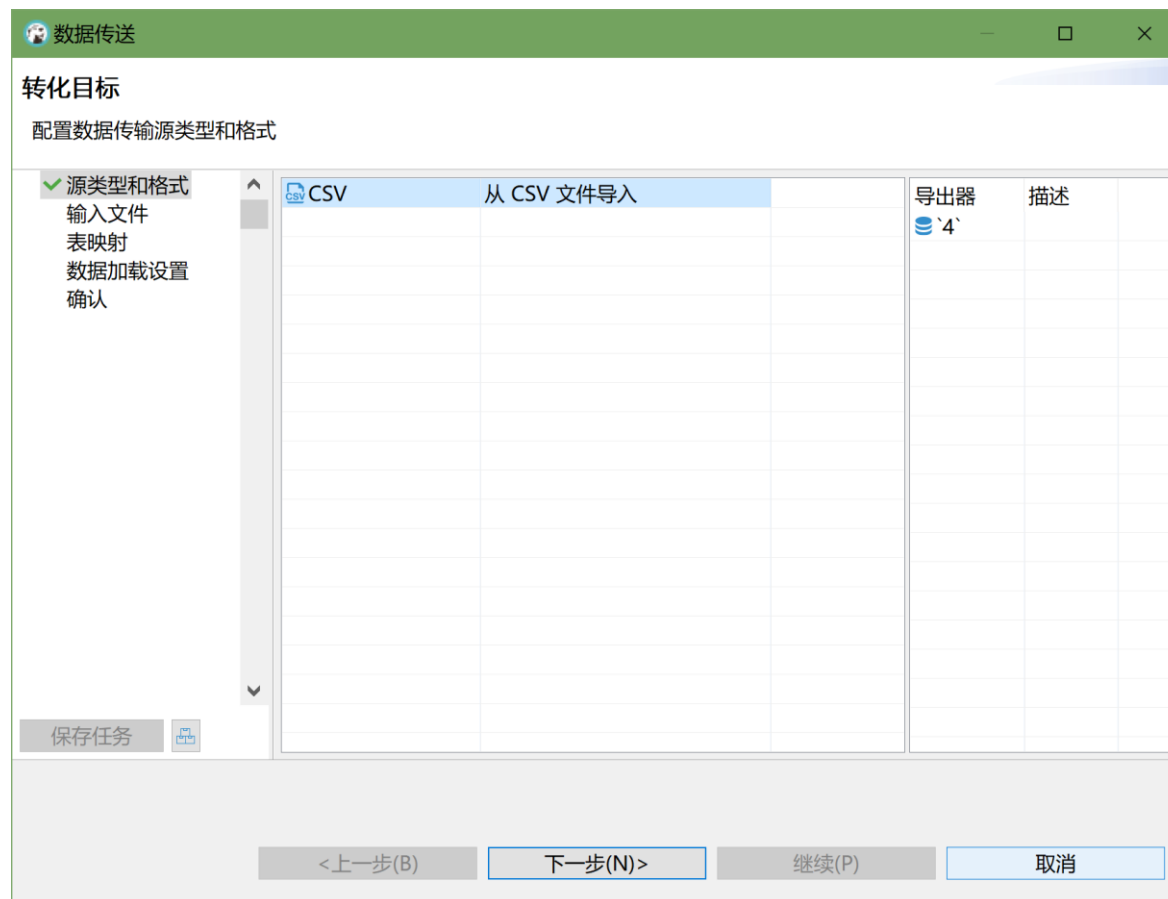 数据传送
转化目标
配置数据传输源类型和格式
源类型和格式
输入文件
表映射
数据加载设置
确认
CSV 从 CSV 文件导入
导出器 描述
`4`
保存任务
<上一步(B) 下一步(N)> 继续(P) 取消